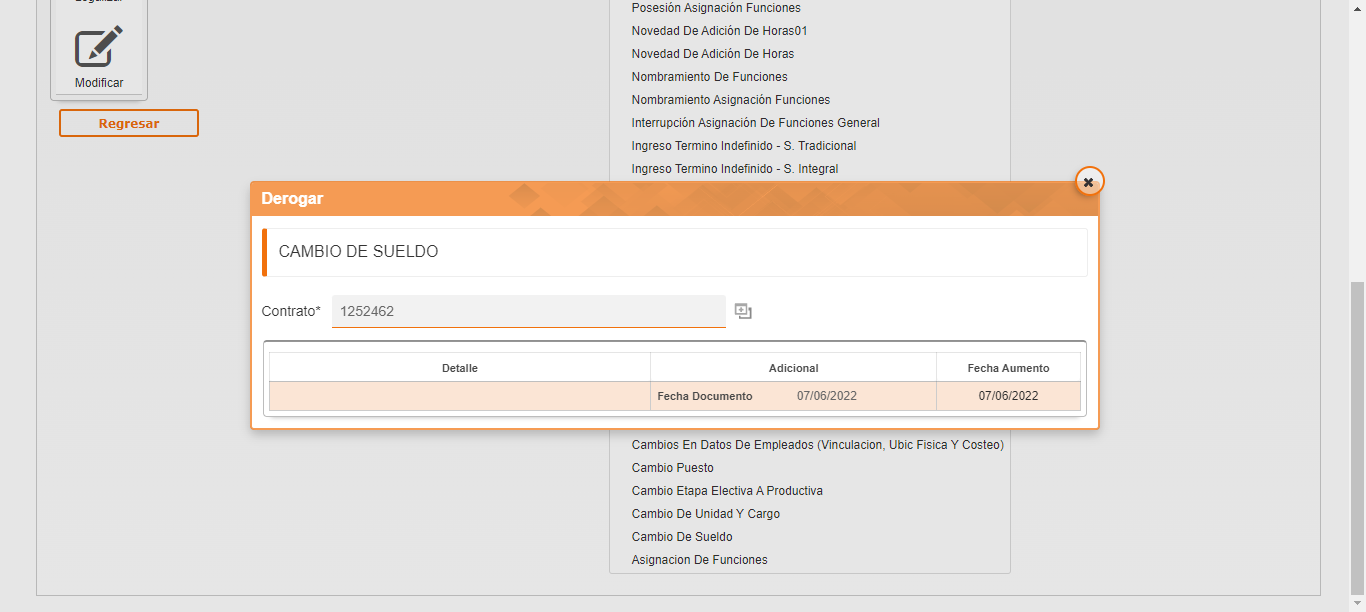 Modificar
Regresar
Posesión Asignación Funciones
Novedad De Adición De Horas01
Novedad De Adición De Horas
Nombramiento De Funciones
Nombramiento Asignación Funciones
Interrupción Asignación De Funciones General
Ingreso Termino Indefinido - S. Tradicional
Ingreso Termino Indefinido - S. Integral
Derogar
CAMBIO DE SUELDO
Contrato* 1252462
Detalle Adicional Fecha Aumento
Fecha Documento 07/06/2022 07/06/2022
Cambios En Datos De Empleados (Vinculacion, Ubic Fisica Y Costeo)
Cambio Puesto
Cambio Etapa Electiva A Productiva
Cambio De Unidad Y Cargo
Cambio De Sueldo
Asignacion De Funciones